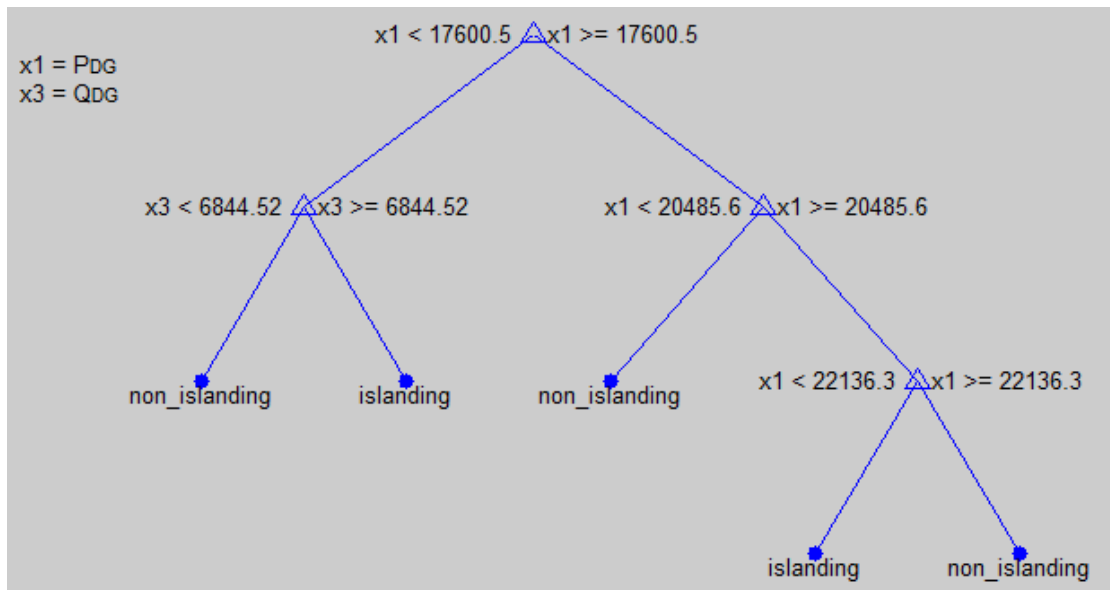 x1 < 17600.5 x1 >= 17600.5
x1 = PDG
x3 = QDG
x3 < 6844.52 x3 >= 6844.52 x1 < 20485.6 x1 >= 20485.6
non_islanding islanding non_islanding x1 < 22136.3 x1 >= 22136.3
islanding non_islanding